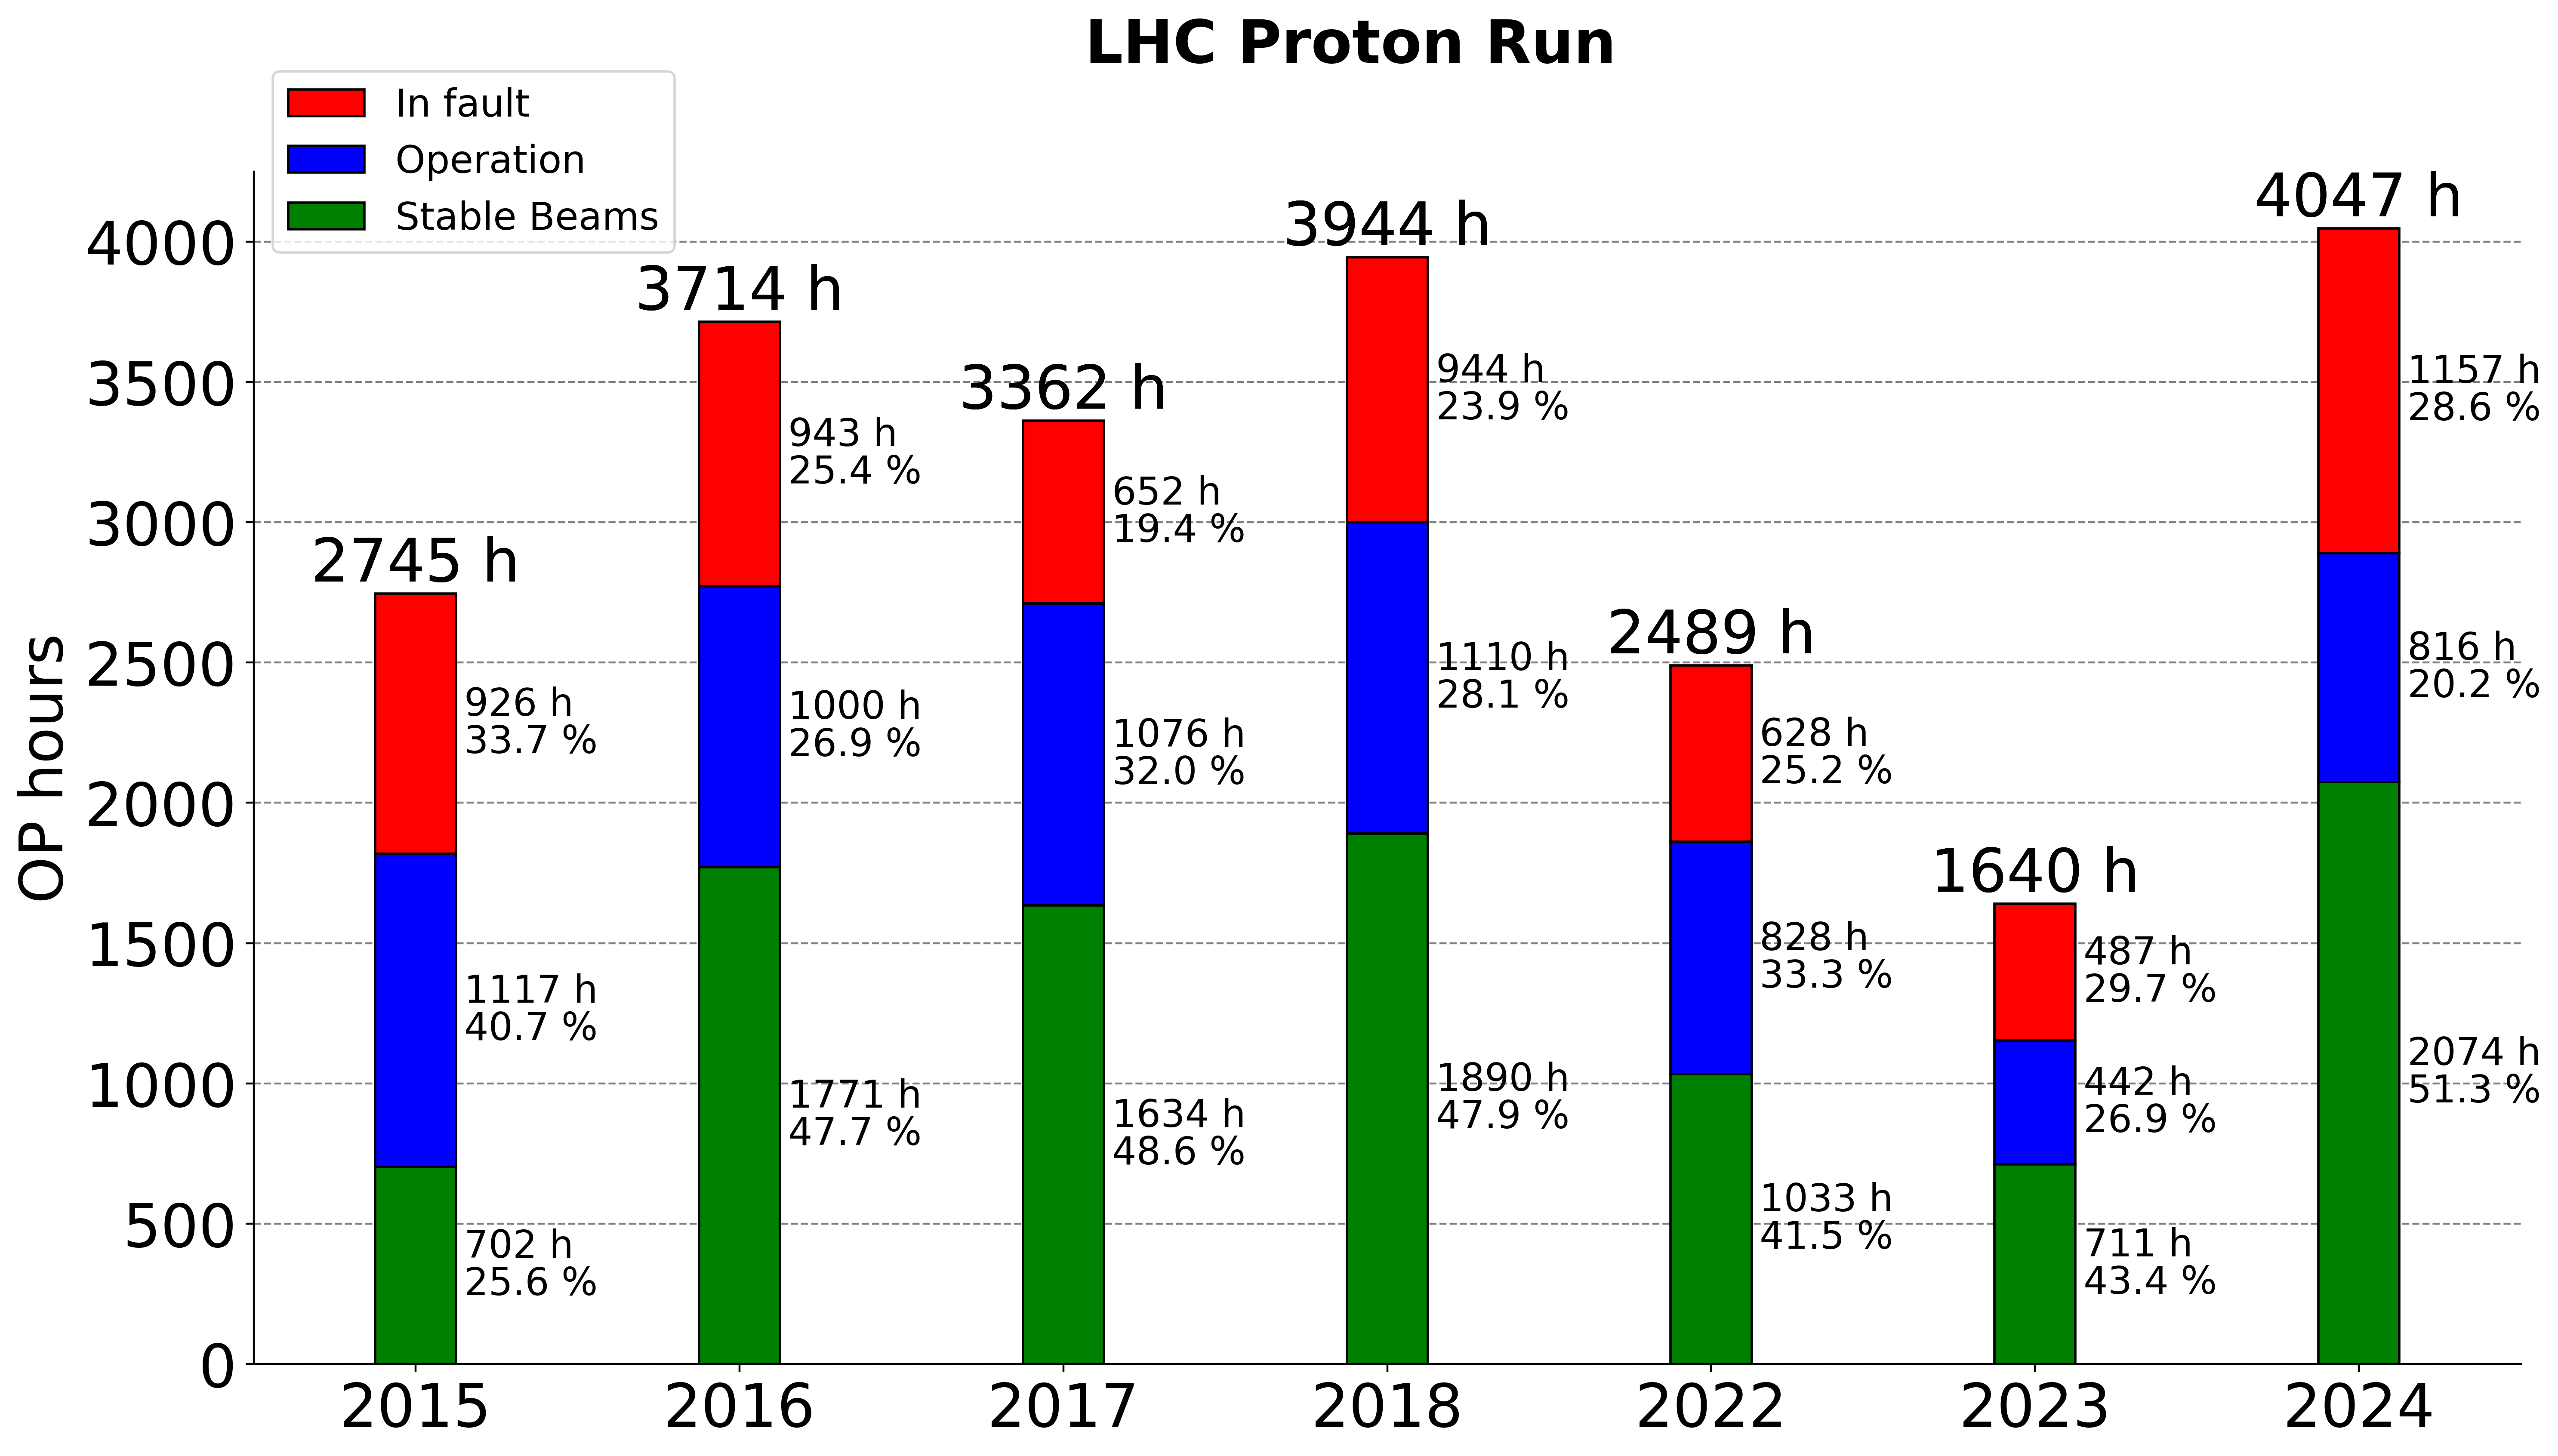 LHC Proton Run
In fault
Operation
Stable Beams
OP hours
4000
3500
3000
2500
2000
1500
1000
500
0
2745 h
926 h
33.7 %
1117 h
40.7 %
702 h
25.6 %
2015
3714 h
943 h
25.4 %
1000 h
26.9 %
1771 h
47.7 %
2016
3362 h
652 h
19.4 %
1076 h
32.0 %
1634 h
48.6 %
2017
3944 h
944 h
23.9 %
1110 h
28.1 %
1890 h
47.9 %
2018
2489 h
628 h
25.2 %
828 h
33.3 %
1033 h
41.5 %
2022
1640 h
487 h
29.7 %
442 h
26.9 %
711 h
43.4 %
2023
4047 h
1157 h
28.6 %
816 h
20.2 %
2074 h
51.3 %
2024